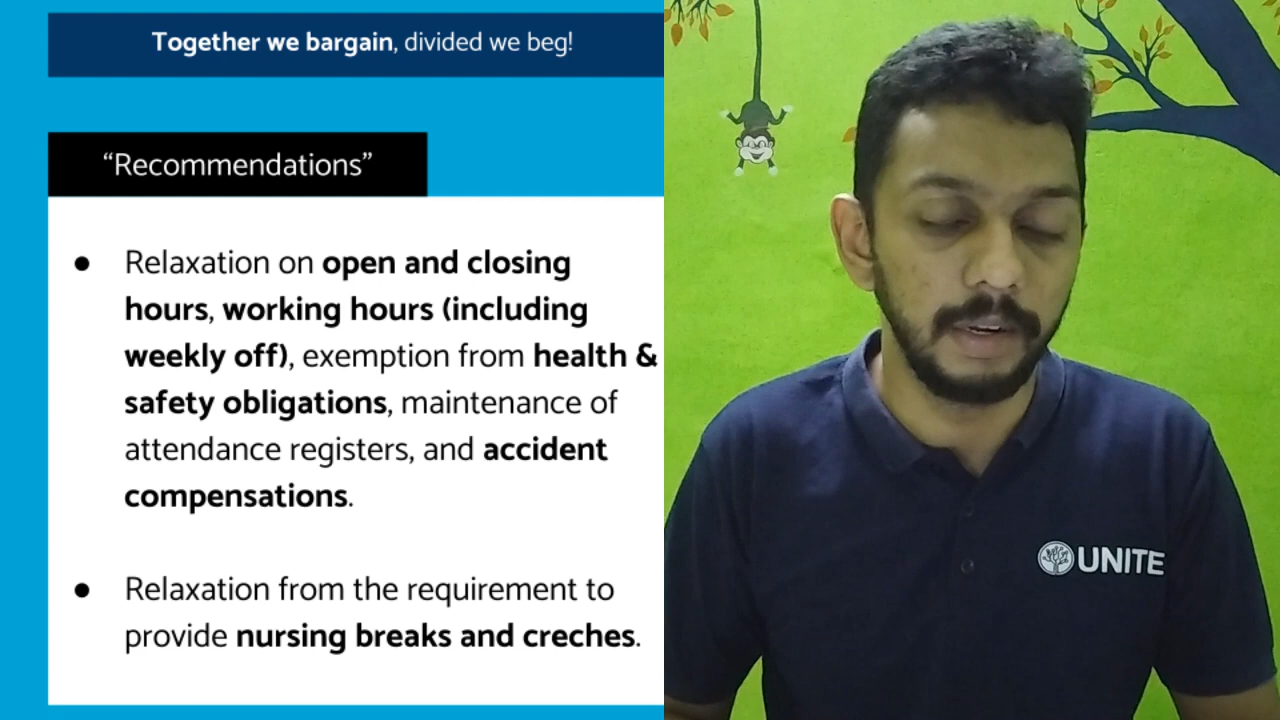 Together we bargain, divided we beg!
“Recommendations”
● Relaxation on open and closing
hours, working hours (including
weekly off), exemption from health &
safety obligations, maintenance of
attendance registers, and accident
compensations.
● Relaxation from the requirement to
provide nursing breaks and creches.
UNITE